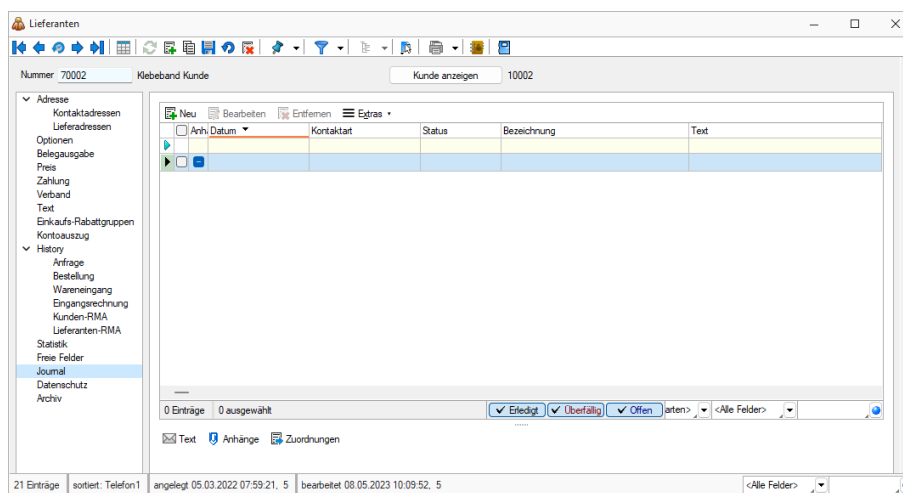 Lieferanten
Nummer 70002 Klebeband Kunde Kunde anzeigen 10002
Adresse
Kontaktadressen
Lieferadressen
Optionen
Belegausgabe
Preis
Zahlung
Verband
Text
Einkaufs-Rabattgruppen
Kontoauszug
History
Anfrage
Bestellung
Wareneingang
Eingangsrechnung
Kunden-RMA
Lieferanten-RMA
Statistik
Freie Felder
Journal
Datenschutz
Archiv
Neu Bearbeiten Entfernen Extras
Anh Datum Kontaktart Status Bezeichnung Text
0 Einträge 0 ausgewählt Erledigt Überfällig Offen arten> <Alle Felder>
Text Anhänge Zuordnungen
21 Einträge sortiert: Telefon1 angelegt 05.03.2022 07:59:21, 5 bearbeitet 08.05.2023 10:09:52, 5 <Alle Felder>